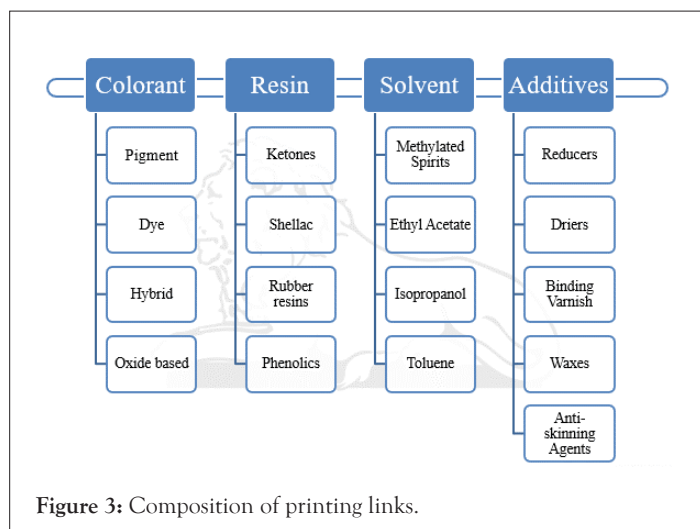 Colorant
Resin
Solvent
Additives
Pigment
Dye
Hybrid
Oxide based
Ketones
Shellac
Rubber
resins
Phenolics
Methylated
Spirits
Ethyl Acetate
Isopropanol
Toluene
Reducers
Driers
Binding
Varnish
Waxes
Anti-
skinning
Agents
Figure 3: Composition of printing links.